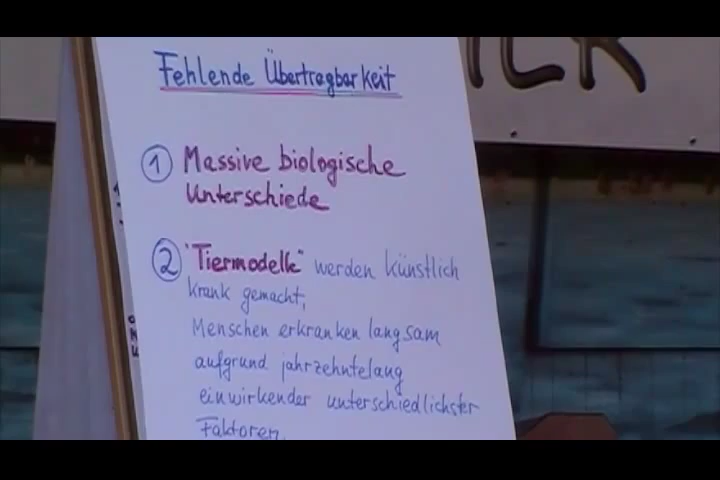 Fehlende Übertragbarkeit
1 Massive biologische
Unterschiede
2 "Tiermodelle" werden künstlich
krank gemacht;
Menschen erkranken langsam
aufgrund jahrzehntelang
einwirkender unterschiedlichster
Faktoren.